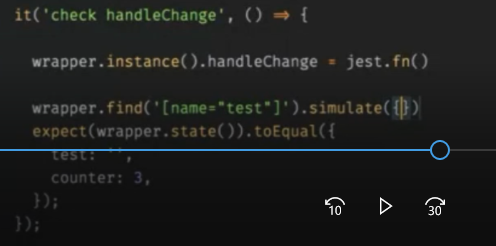 it('check handleChange', () => {
wrapper.instance().handleChange = jest.fn()
wrapper.find('[name="test"]').simulate({})
expect(wrapper.state()).toEqual({
test: '',
counter: 3,
});
});
10
30